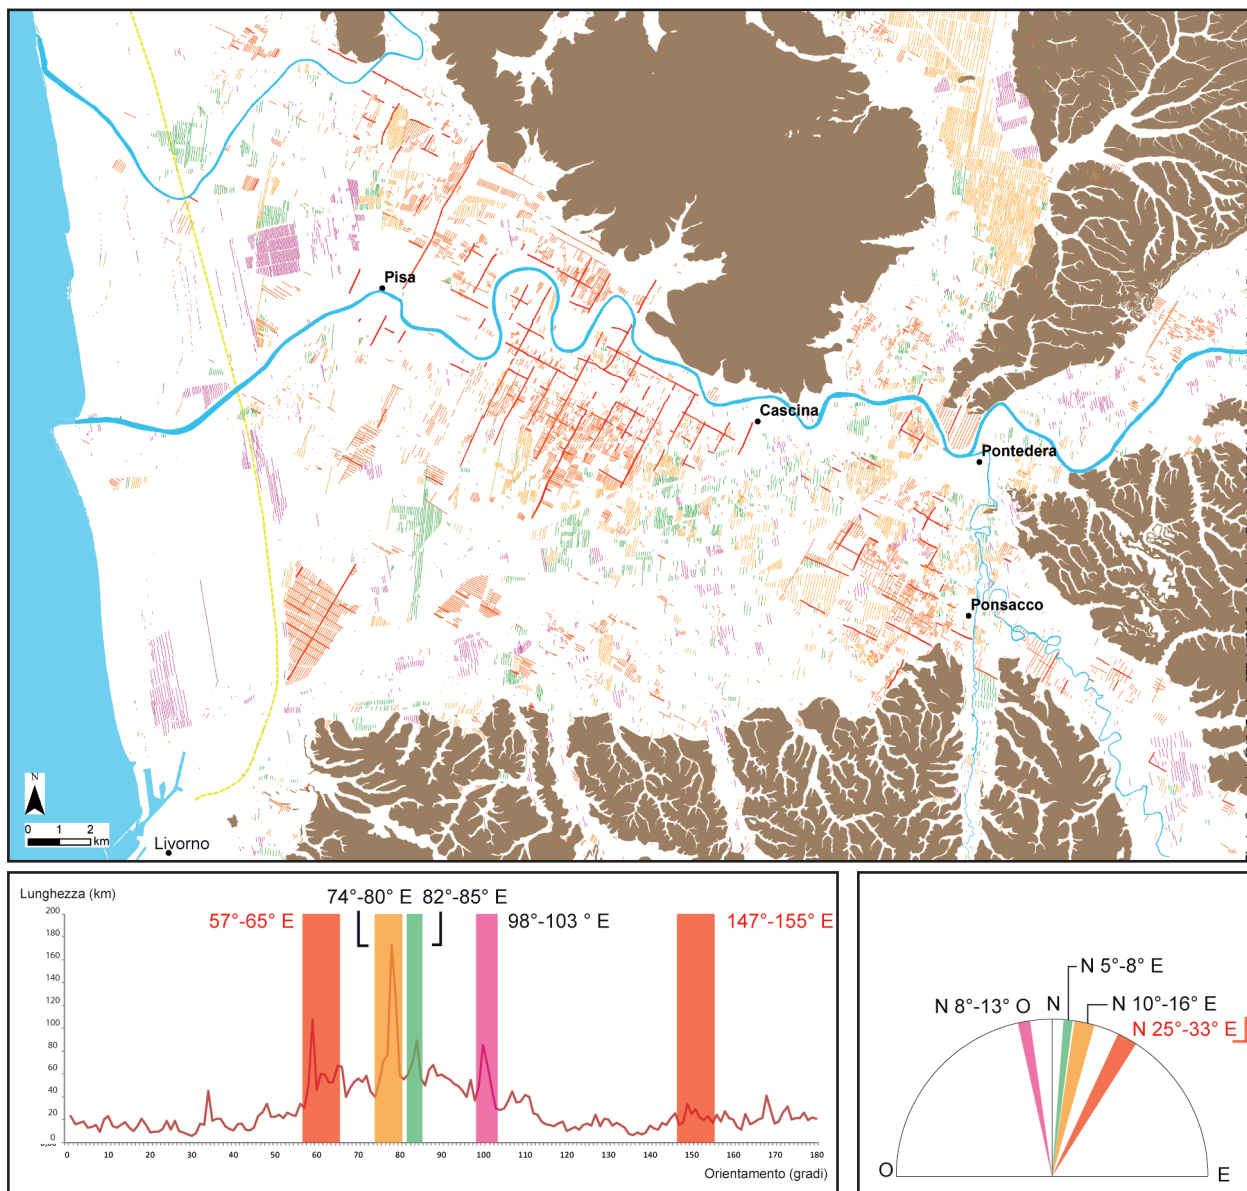 Pisa
Cascina
Pontedera
Ponsacco
N
0 1 2
km
Livorno
Lunghezza (km)
74°-80° E 82°-85° E
57°-65° E
98°-103 ° E
147°-155° E
200
180
160
140
120
100
80
60
40
20
0
0 10 20 30 40 50 60 70 80 90 100 110 120 130 140 150 160 170 180
Orientamento (gradi)
N 5°-8° E
N 8°-13° O N N 10°-16° E
N 25°-33° E
O E